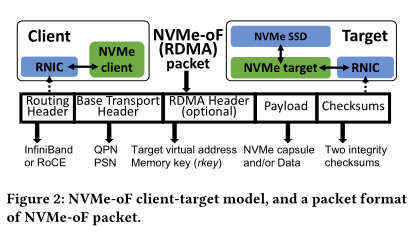 Client
NVMe-oF
(RDMA)
packet
Target
RNIC
NVMe
client
NVMe SSD
NVMe target
RNIC
Routing
Header
Base Transport
Header
RDMA Header
(optional)
Payload
Checksums
InfiniBand
or RoCE
QPN
PSN
Target virtual address
Memory key (rkey)
NVMe capsule
and/or Data
Two integrity
checksums
Figure 2: NVMe-oF client-target model, and a packet format
of NVMe-oF packet.